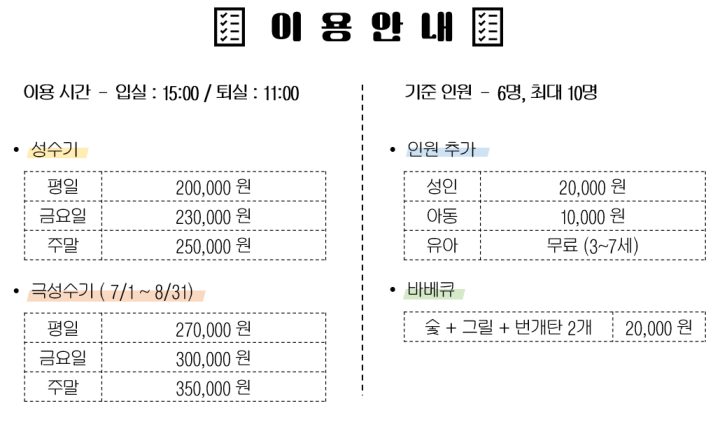 이용안내
이용 시간 - 입실 : 15:00 / 퇴실 : 11:00
• 성수기
평일 200,000 원
금요일 230,000 원
주말 250,000 원
• 극성수기 ( 7/1 ~ 8/31)
평일 270,000 원
금요일 300,000 원
주말 350,000 원
기준 인원 - 6명, 최대 10명
• 인원 추가
성인 20,000 원
아동 10,000 원
유아 무료 (3~7세)
• 바베큐
숯 + 그릴 + 번개탄 2개 20,000 원